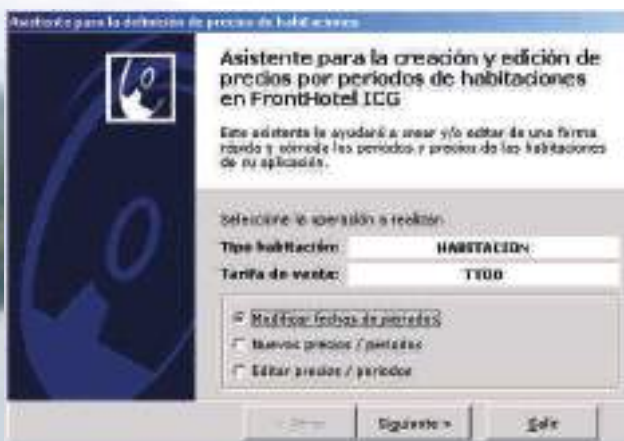 Asistente para la definición de precios de habitaciones
Asistente para la creación y edición de
precios por periodos de habitaciones
en FrontHotel ICG
Este asistente le ayudará a crear y/o editar de una forma
rápida y cómoda los periodos y precios de las habitaciones
de su aplicación.
Seleccione la operación a realizar:
Tipo habitación: HABITACION
Tarifa de venta:
Modificar fechas de periodos
Nuevos precios / periodos
Editar precios / periodos
< Atrás Siguiente > Salir